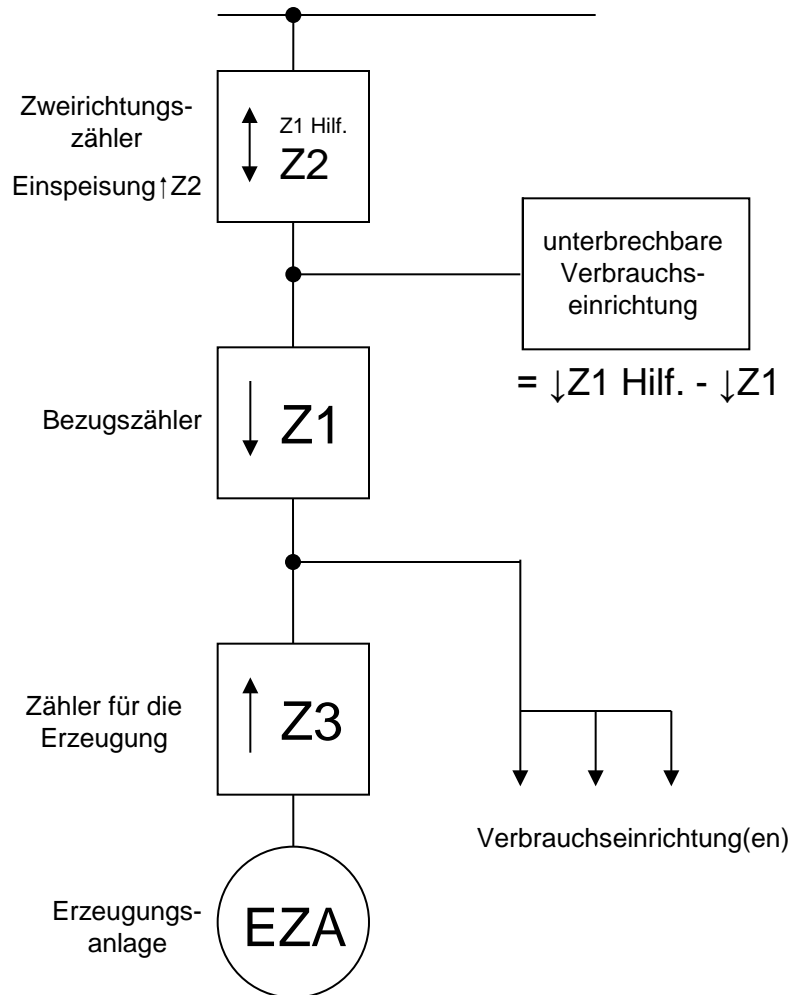 Zweirichtungs-
zähler
Einspeisung↑Z2
Z1 Hilf.
Z2
unterbrechbare
Verbrauchs-
einrichtung
= ↓Z1 Hilf. - ↓Z1
Bezugszähler
Z1
Zähler für die
Erzeugung
Z3
Verbrauchseinrichtung(en)
Erzeugungs-
anlage
EZA